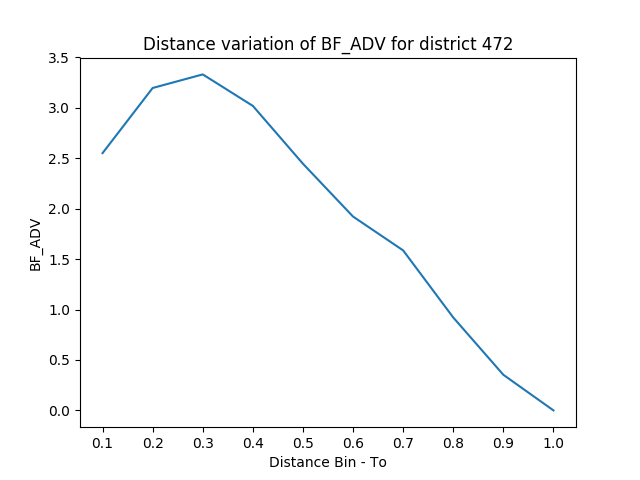 Distance variation of BF_ADV for district 472
3.5
3.0
2.5
2.0
1.5
1.0
0.5
0.0
BF_ADV
0.1 0.2 0.3 0.4 0.5 0.6 0.7 0.8 0.9 1.0
Distance Bin - To